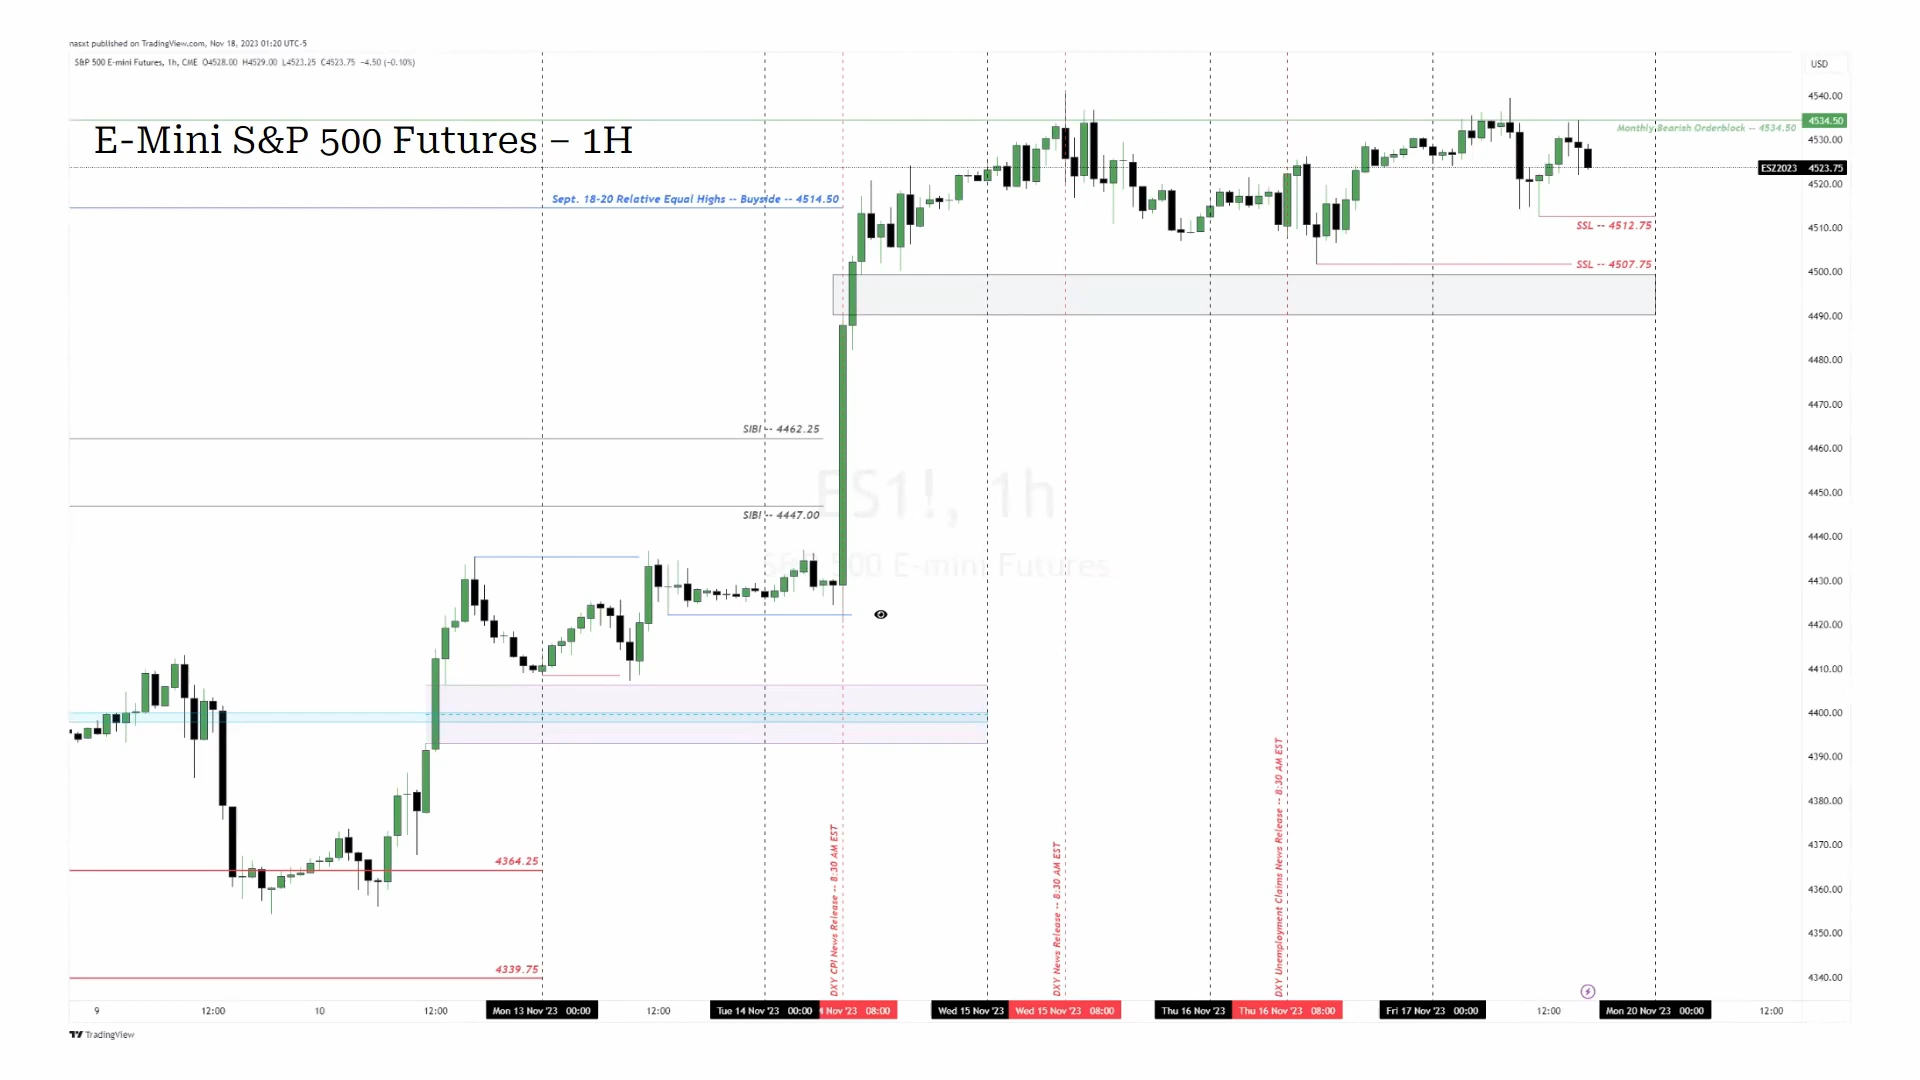 nasxt published on TradingView.com, Nov 18, 2023 01:20 UTC-5
S&P 500 E-mini Futures, 1h, CME O4528.00 H4529.00 L4523.25 C4523.75 −4.50 (−0.10%)
USD
E-Mini S&P 500 Futures – 1H
4540.00
4534.50
Monthly Bearish Orderblock -- 4534.50
4530.00
ESZ2023 4523.75
4520.00
Sept. 18-20 Relative Equal Highs -- Buyside -- 4514.50
SSL -- 4512.75
4510.00
SSL -- 4507.75
4500.00
4490.00
4480.00
4470.00
SIBI -- 4462.25
4460.00
4450.00
SIBI -- 4447.00
ES1!, 1h
4440.00
S&P 500 E-mini Futures
4430.00
4420.00
4410.00
4400.00
4390.00
4380.00
4370.00
4364.25
4360.00
4350.00
4339.75
4340.00
DXY CPI News Release -- 8:30 AM EST
DXY News Release -- 8:30 AM EST
DXY Unemployment Claims News Release -- 8:30 AM EST
9 12:00 10 12:00 Mon 13 Nov '23 00:00 12:00 Tue 14 Nov '23 00:00 Nov '23 08:00 Wed 15 Nov '23 Wed 15 Nov '23 08:00 Thu 16 Nov '23 Thu 16 Nov '23 08:00 Fri 17 Nov '23 00:00 12:00 Mon 20 Nov '23 00:00 12:00
TradingView